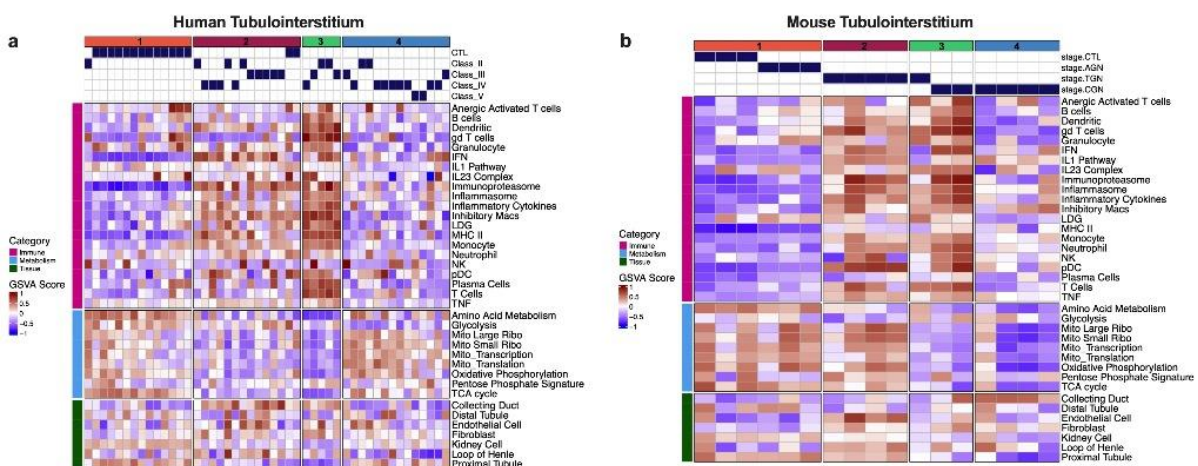 Human Tubulointerstitium
a
1 2 3 4
CTL
Class_II
Class_III
Class_IV
Class_V
Anergic Activated T cells
B cells
Dendritic
gd T cells
Granulocyte
IFN
IL1 Pathway
IL23 Complex
Immunoproteasome
Inflammasome
Inflammatory Cytokines
Inhibitory Macs
LDG
MHC II
Monocyte
Neutrophil
NK
pDC
Plasma Cells
T Cells
TNF
Amino Acid Metabolism
Glycolysis
Mito Large Ribo
Mito Small Ribo
Mito_Transcription
Mito_Translation
Oxidative Phosphorylation
Pentose Phosphate Signature
TCA cycle
Collecting Duct
Distal Tubule
Endothelial Cell
Fibroblast
Kidney Cell
Loop of Henle
Proximal Tubule
Category
Immune
Metabolism
Tissue
GSVA Score
1
0.5
0
−0.5
−1
Mouse Tubulointerstitium
b
1 2 3 4
stage.CTL
stage.AGN
stage.TGN
stage.CGN
Anergic Activated T cells
B cells
Dendritic
gd T cells
Granulocyte
IFN
IL1 Pathway
IL23 Complex
Immunoproteasome
Inflammasome
Inflammatory Cytokines
Inhibitory Macs
LDG
MHC II
Monocyte
Neutrophil
NK
pDC
Plasma Cells
T Cells
TNF
Amino Acid Metabolism
Glycolysis
Mito Large Ribo
Mito Small Ribo
Mito_Transcription
Mito_Translation
Oxidative Phosphorylation
Pentose Phosphate Signature
TCA cycle
Collecting Duct
Distal Tubule
Endothelial Cell
Fibroblast
Kidney Cell
Loop of Henle
Proximal Tubule
Category
Immune
Metabolism
Tissue
GSVA Score
1
0.5
0
−0.5
−1